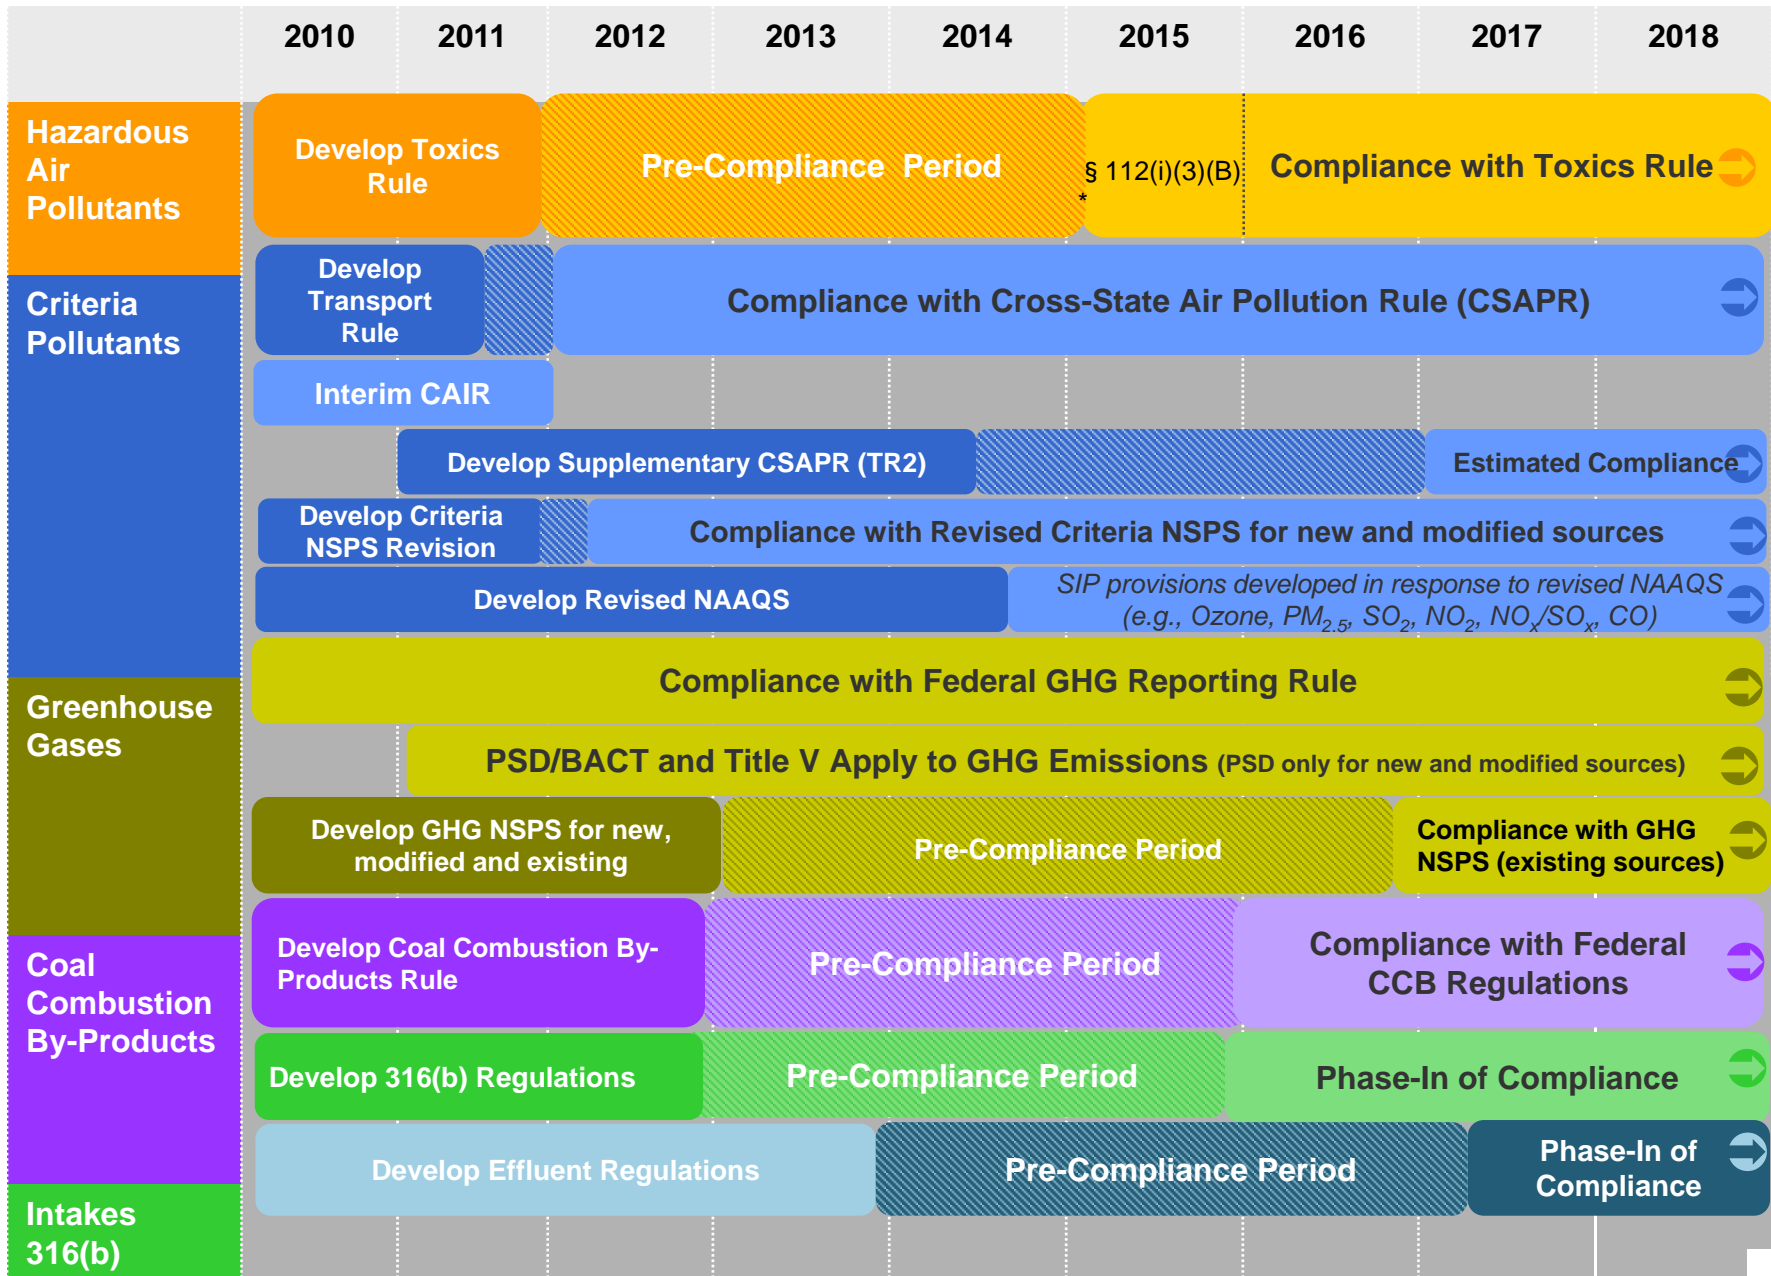 2010 2011 2012 2013 2014 2015 2016 2017 2018
Hazardous
Air
Pollutants
Develop Toxics
Rule
Pre-Compliance Period
§ 112(i)(3)(B)
*
Compliance with Toxics Rule
Criteria
Pollutants
Develop
Transport
Rule
Compliance with Cross-State Air Pollution Rule (CSAPR)
Interim CAIR
Develop Supplementary CSAPR (TR2)
Estimated Compliance
Develop Criteria
NSPS Revision
Compliance with Revised Criteria NSPS for new and modified sources
Develop Revised NAAQS
SIP provisions developed in response to revised NAAQS
(e.g., Ozone, PM2.5, SO2, NO2, NOx/SOx, CO)
Greenhouse
Gases
Compliance with Federal GHG Reporting Rule
PSD/BACT and Title V Apply to GHG Emissions (PSD only for new and modified sources)
Develop GHG NSPS for new,
modified and existing
Pre-Compliance Period
Compliance with GHG
NSPS (existing sources)
Coal
Combustion
By-Products
Develop Coal Combustion By-
Products Rule
Pre-Compliance Period
Compliance with Federal
CCB Regulations
Develop 316(b) Regulations
Pre-Compliance Period
Phase-In of Compliance
Develop Effluent Regulations
Pre-Compliance Period
Phase-In of
Compliance
Intakes
316(b)